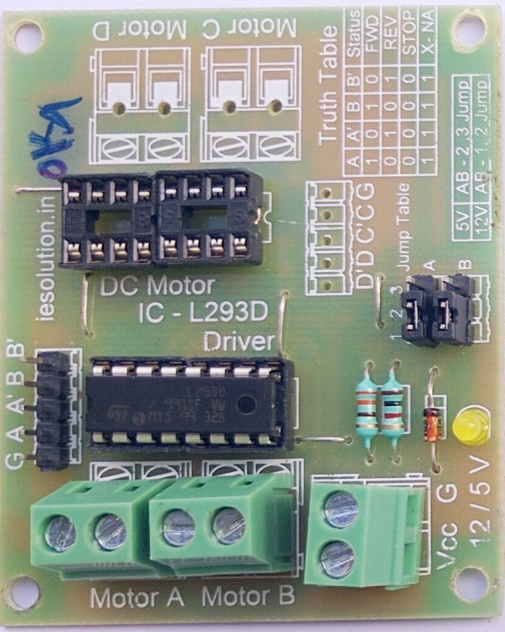 Motor D Motor C
Truth Table
A A' B B' Status
1 0 1 0 FWD
0 1 0 1 REV
0 0 0 0 STOP
1 1 1 1 X- NA
5V AB - 2, 3 Jump
12V AB - 1, 2 Jump
iesolution.in
D'D C'C G
Jump Table
1 2 3
A
B
DC Motor
IC - L293D
Driver
G A A' B B'
Vcc G
12 / 5 V
Motor A Motor B